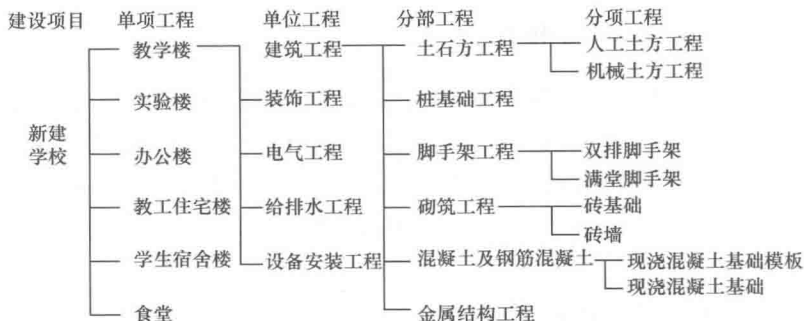 建设项目 单项工程 单位工程 分部工程 分项工程
教学楼 建筑工程 土石方工程 人工土方工程
机械土方工程
实验楼 装饰工程 桩基础工程
新建
学校
办公楼 电气工程 脚手架工程 双排脚手架
满堂脚手架
教工住宅楼 给排水工程 砌筑工程 砖基础
砖墙
学生宿舍楼 设备安装工程 混凝土及钢筋混凝土 现浇混凝土基础模板
现浇混凝土基础
食堂 金属结构工程